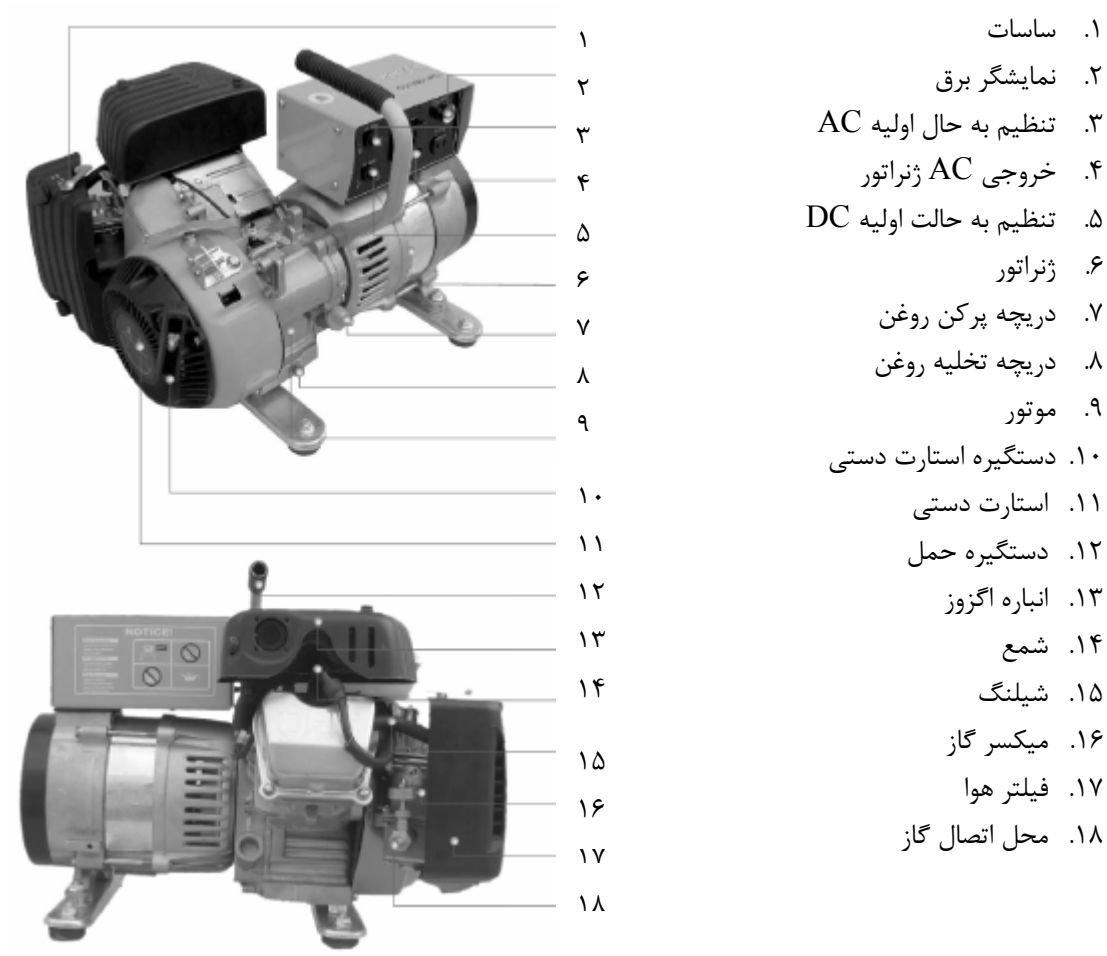 ۱. ساسات
۲. نمایشگر برق
۳. تنظیم به حال اولیه AC
۴. خروجی AC ژنراتور
۵. تنظیم به حالت اولیه DC
۶. ژنراتور
۷. دریچه پرکن روغن
۸. دریچه تخلیه روغن
۹. موتور
۱۰. دستگیره استارت دستی
۱۱. استارت دستی
۱۲. دستگیره حمل
۱۳. انباره اگزوز
۱۴. شمع
۱۵. شیلنگ
۱۶. میکسر گاز
۱۷. فیلتر هوا
۱۸. محل اتصال گاز
۱
۲
۳
۴
۵
۶
۷
۸
۹
۱۰
۱۱
۱۲
۱۳
۱۴
۱۵
۱۶
۱۷
۱۸
NOTICE!